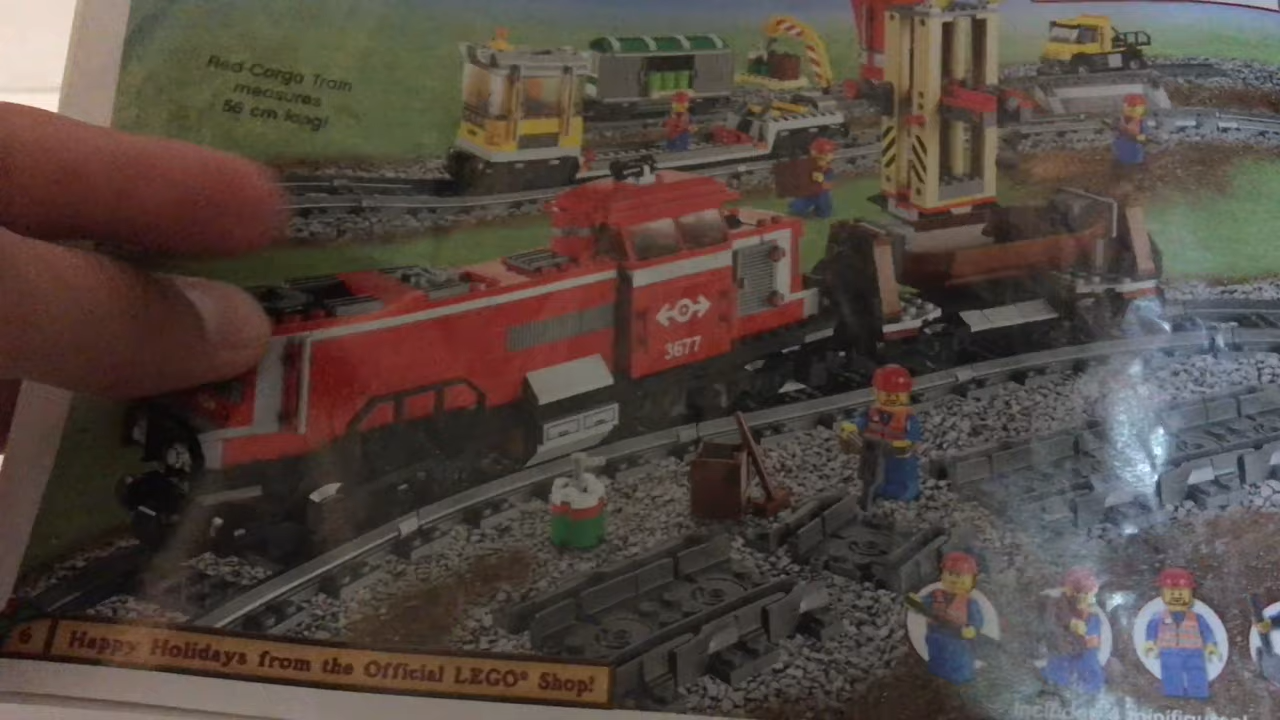 Red Cargo Train
measures
56 cm long!
3677
6
Happy Holidays from the Official LEGO® Shop!